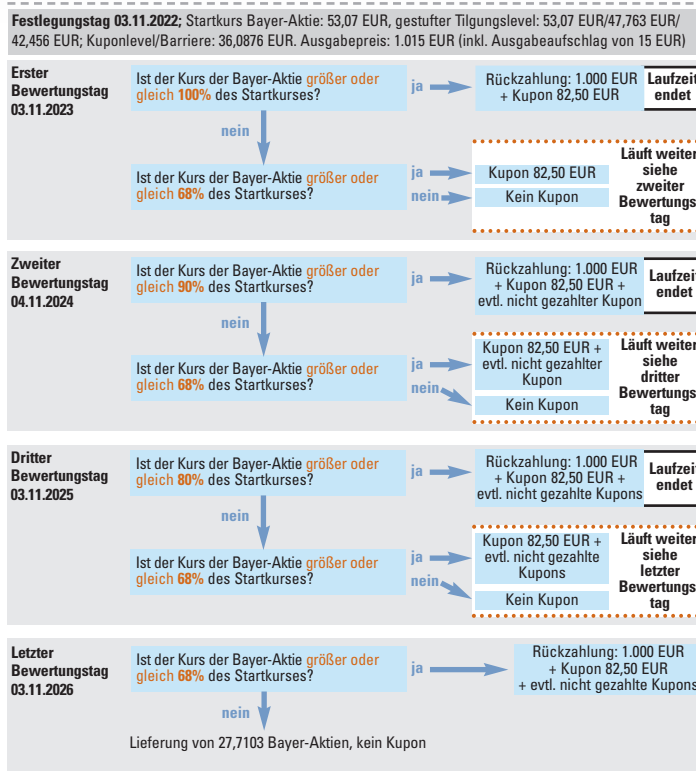 Festlegungstag 03.11.2022; Startkurs Bayer-Aktie: 53,07 EUR, gestufter Tilgungslevel: 53,07 EUR/47,763 EUR/
42,456 EUR; Kuponlevel/Barriere: 36,0876 EUR. Ausgabepreis: 1.015 EUR (inkl. Ausgabeaufschlag von 15 EUR)
Erster
Bewertungstag
03.11.2023
Ist der Kurs der Bayer-Aktie größer oder
gleich 100% des Startkurses?
ja
Rückzahlung: 1.000 EUR
+ Kupon 82,50 EUR
Laufzeit
endet
nein
Ist der Kurs der Bayer-Aktie größer oder
gleich 68% des Startkurses?
ja
Kupon 82,50 EUR
nein
Kein Kupon
Läuft weiter
siehe
zweiter
Bewertungs
tag
Zweiter
Bewertungstag
04.11.2024
Ist der Kurs der Bayer-Aktie größer oder
gleich 90% des Startkurses?
ja
Rückzahlung: 1.000 EUR
+ Kupon 82,50 EUR +
evtl. nicht gezahlter Kupon
Laufzeit
endet
nein
Ist der Kurs der Bayer-Aktie größer oder
gleich 68% des Startkurses?
ja
Kupon 82,50 EUR +
evtl. nicht gezahlter
Kupon
nein
Kein Kupon
Läuft weiter
siehe
dritter
Bewertungs
tag
Dritter
Bewertungstag
03.11.2025
Ist der Kurs der Bayer-Aktie größer oder
gleich 80% des Startkurses?
ja
Rückzahlung: 1.000 EUR
+ Kupon 82,50 EUR +
evtl. nicht gezahlte Kupons
Laufzeit
endet
nein
Ist der Kurs der Bayer-Aktie größer oder
gleich 68% des Startkurses?
ja
Kupon 82,50 EUR +
evtl. nicht gezahlte
Kupons
nein
Kein Kupon
Läuft weiter
siehe
letzter
Bewertungs
tag
Letzter
Bewertungstag
03.11.2026
Ist der Kurs der Bayer-Aktie größer oder
gleich 68% des Startkurses?
ja
Rückzahlung: 1.000 EUR
+ Kupon 82,50 EUR
+ evtl. nicht gezahlte Kupons
nein
Lieferung von 27,7103 Bayer-Aktien, kein Kupon